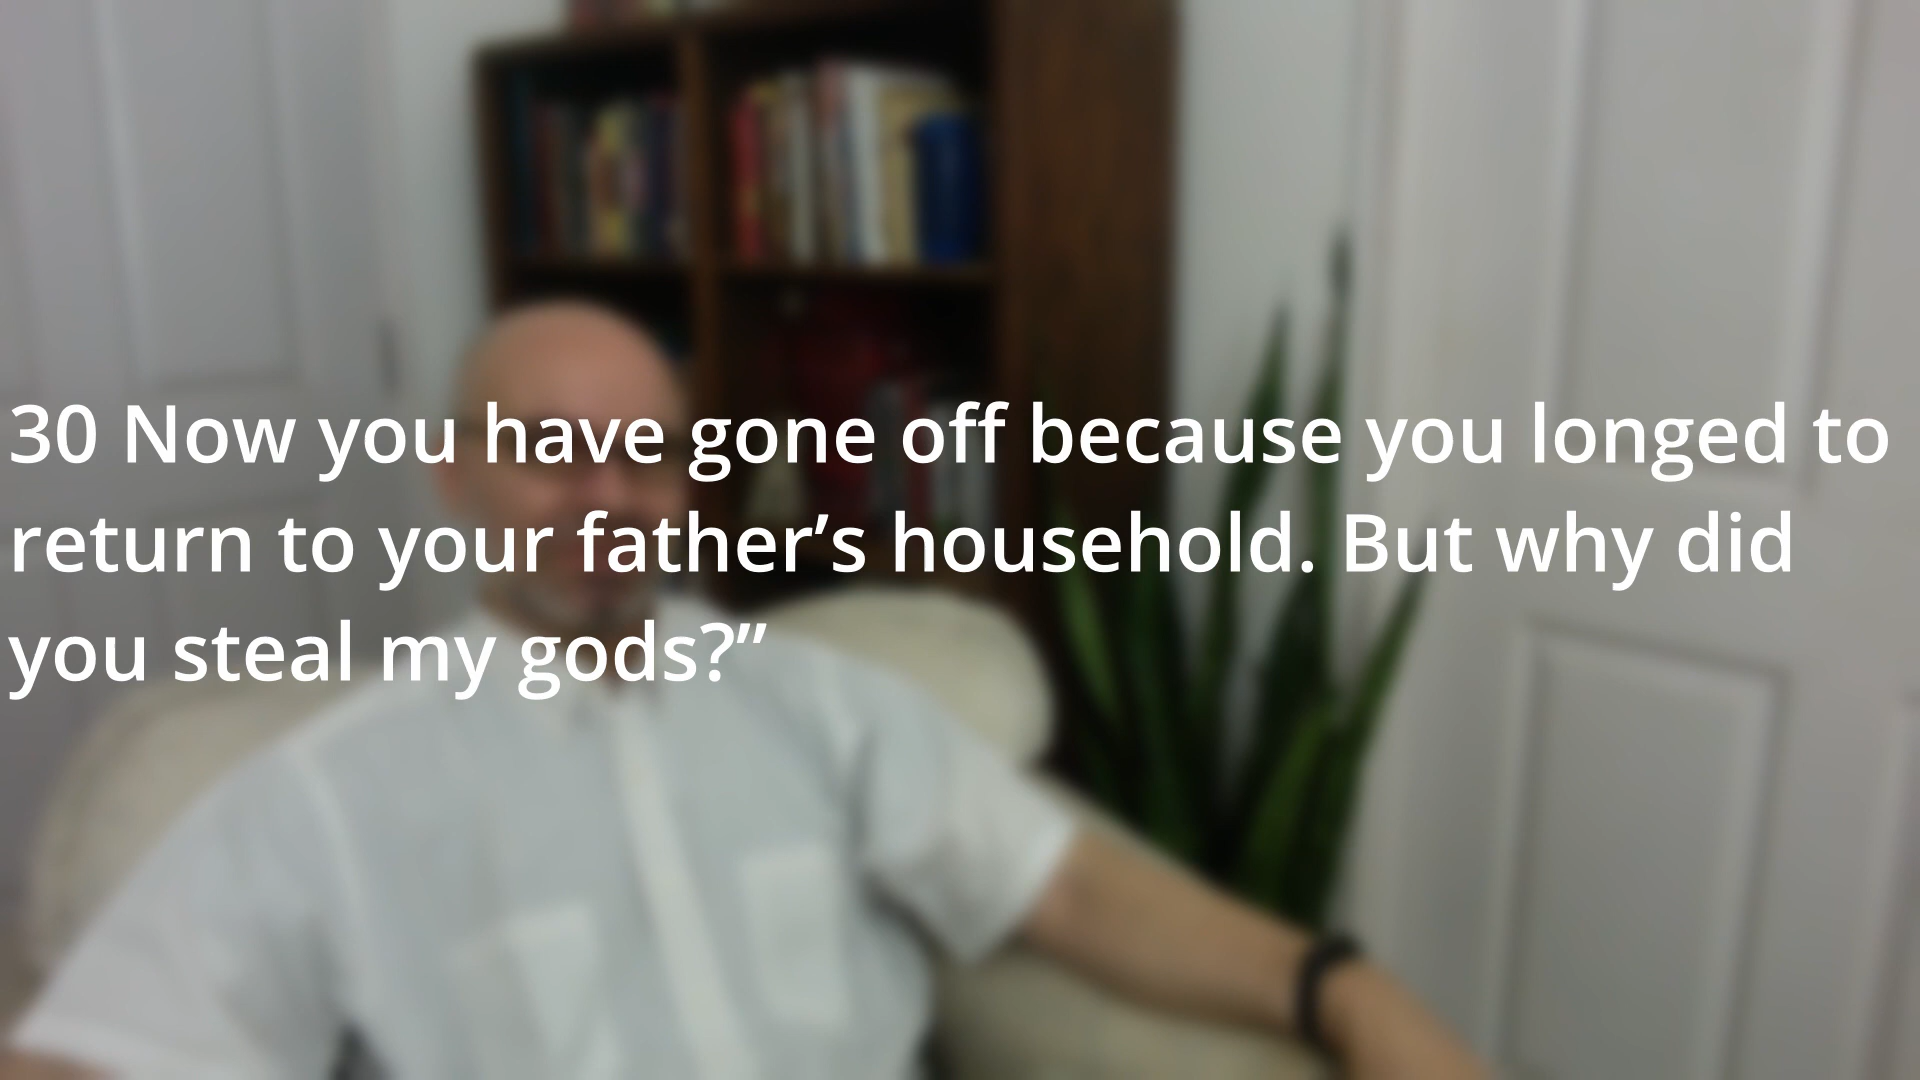 30 Now you have gone off because you longed to
return to your father’s household. But why did
you steal my gods?”